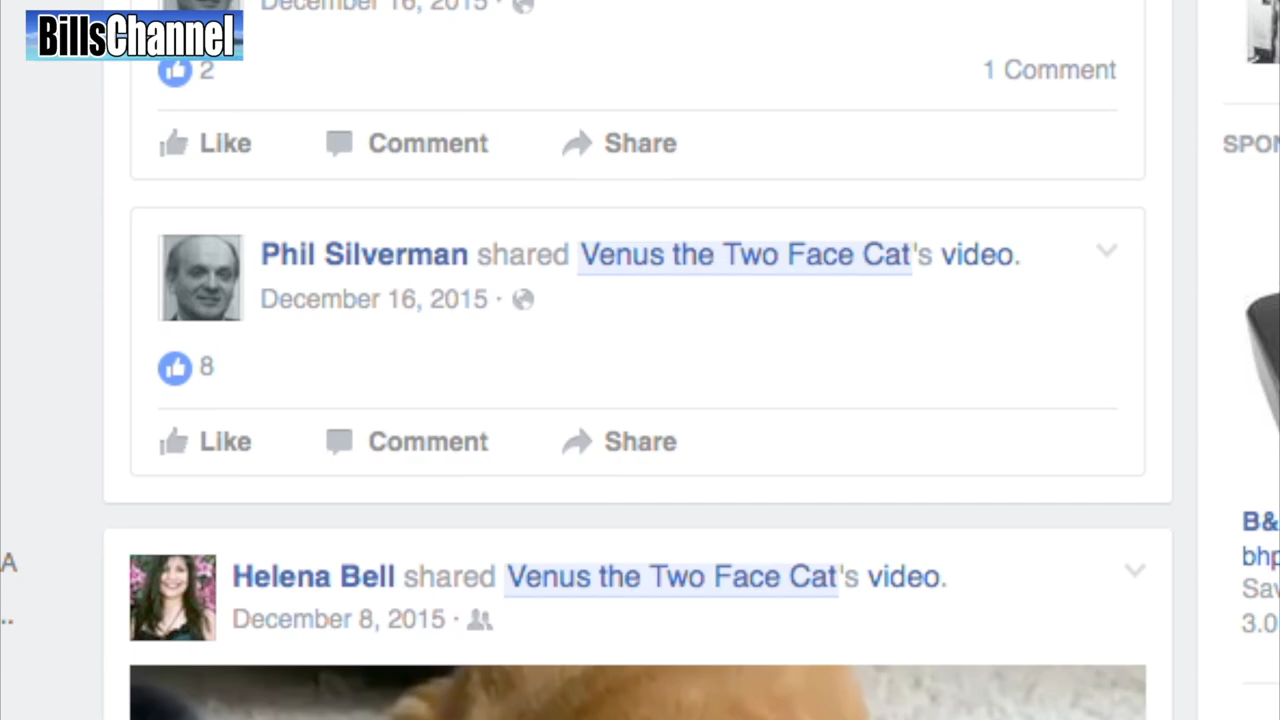 December 16, 2015 ·
BillsChannel
2
1 Comment
Like Comment Share
SPON
Phil Silverman shared Venus the Two Face Cat's video.
December 16, 2015 ·
8
Like Comment Share
B&
bhp
Sav
3.0
A
..
Helena Bell shared Venus the Two Face Cat's video.
December 8, 2015 ·